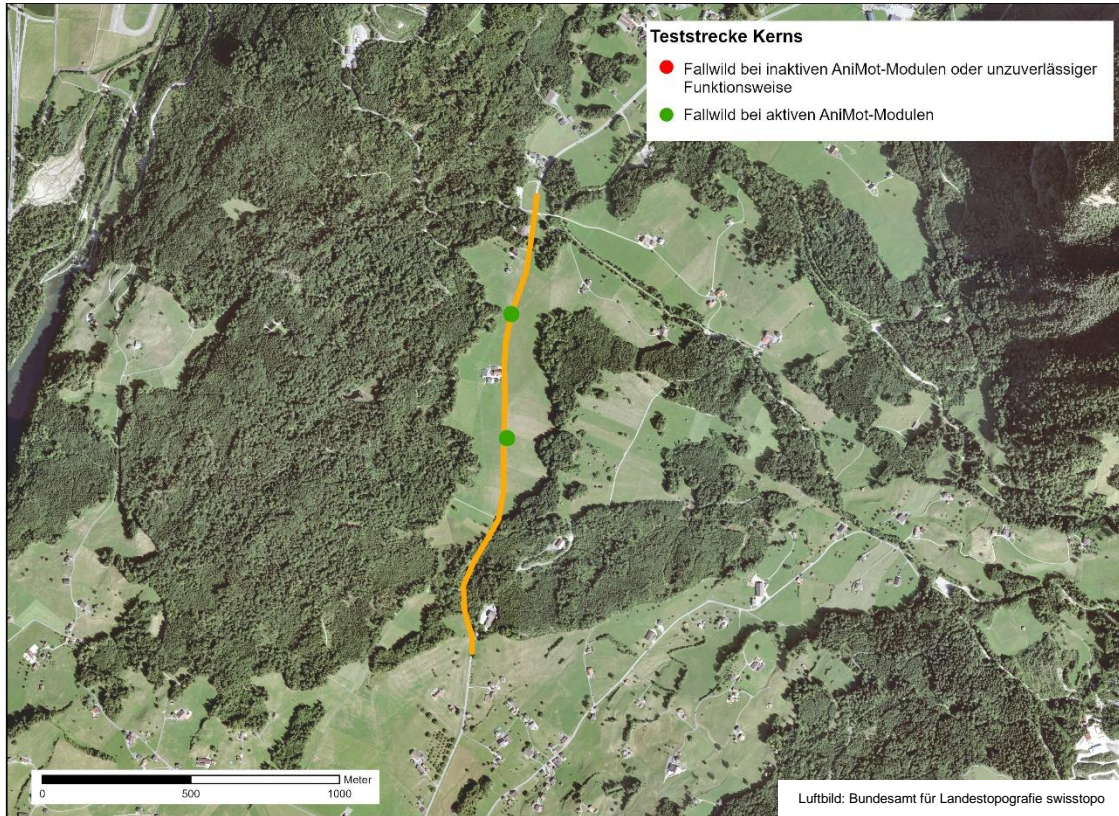 Teststrecke Kerns
Fallwild bei inaktiven AniMot-Modulen oder unzuverlässiger
Funktionsweise
Fallwild bei aktiven AniMot-Modulen
Meter
0 500 1000
Luftbild: Bundesamt für Landestopografie swisstopo